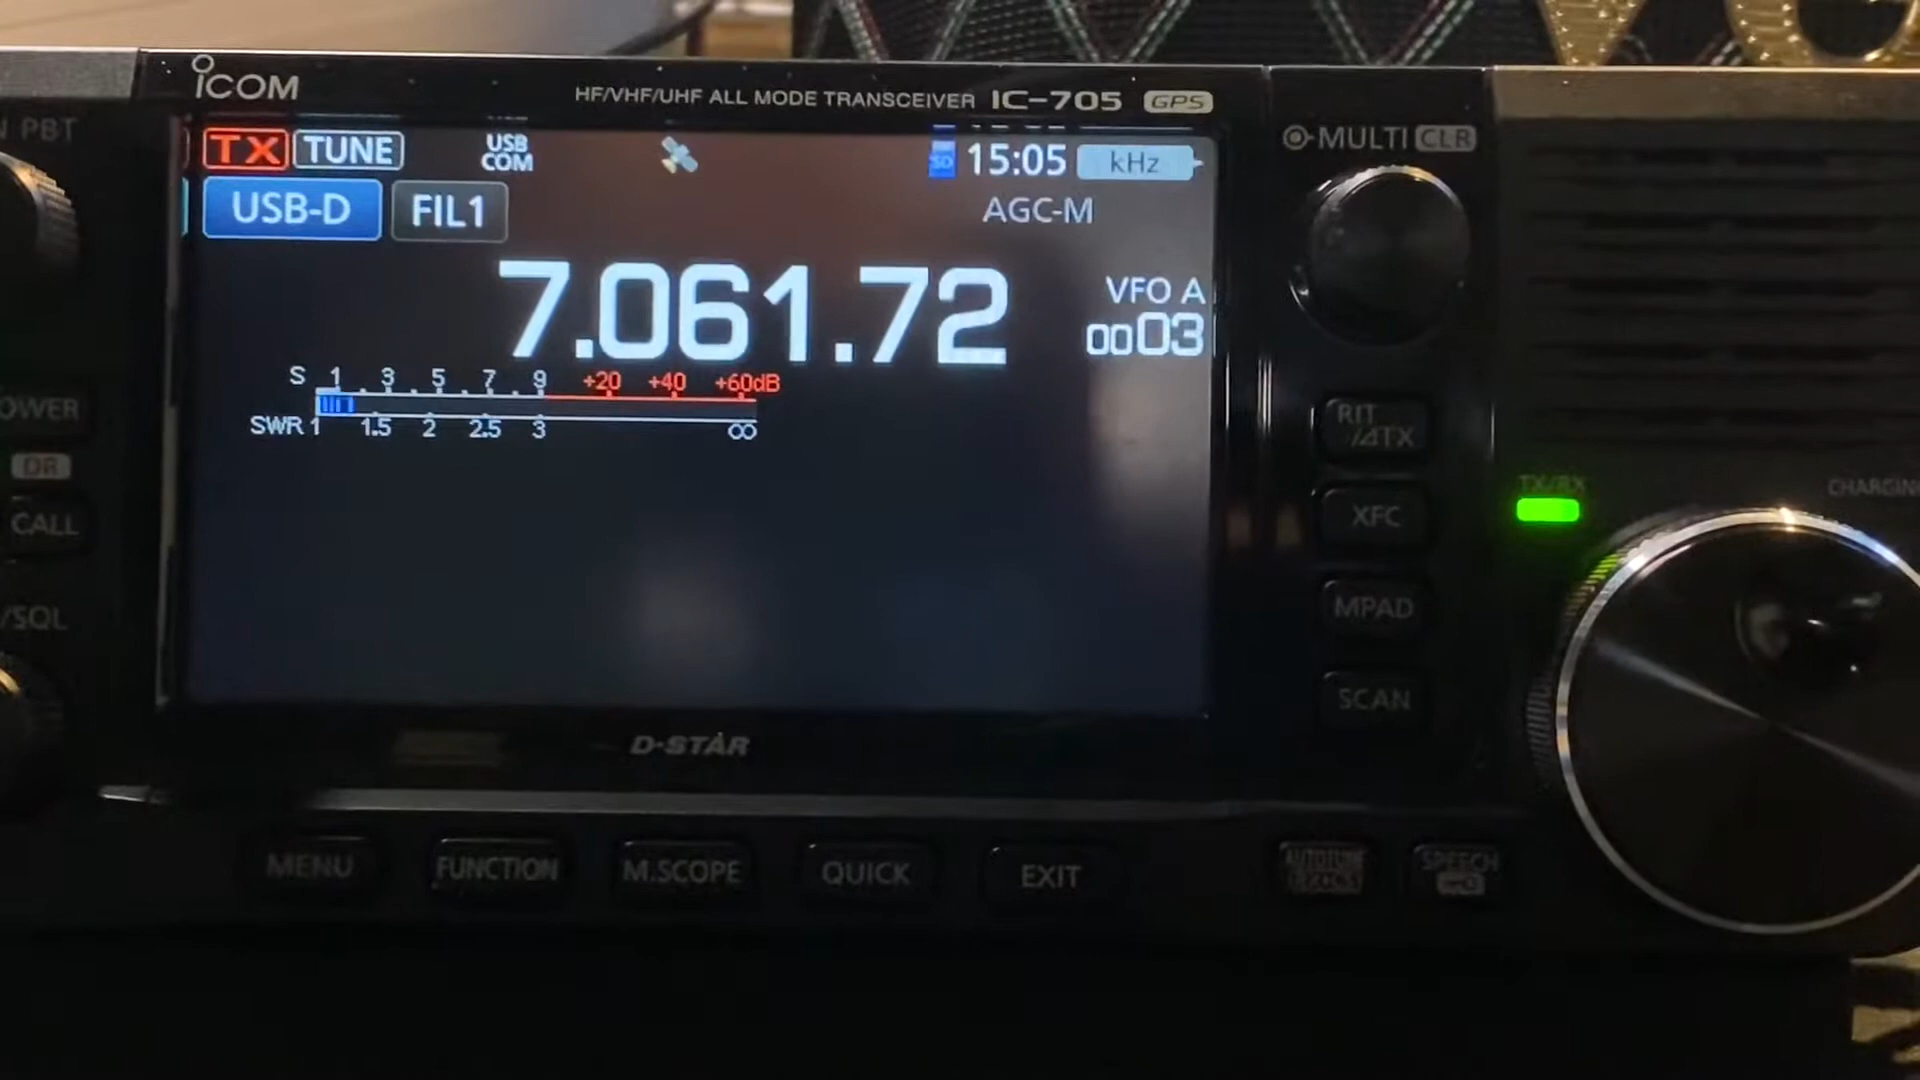 ICOM
HF/VHF/UHF ALL MODE TRANSCEIVER IC-705 GPS
PBT
MULTI CLR
TX TUNE USB COM 15:05 kHz
USB-D FIL1 AGC-M
7.061.72
VFO A
0003
S 1 3 5 7 9 +20 +40 +60dB
SWR 1 1.5 2 2.5 3 ∞
OWER
DR
CALL
/SQL
RIT
/⊿TX
XFC
MPAD
SCAN
TX/RX
CHARGIN
D-STAR
MENU FUNCTION M.SCOPE QUICK EXIT
SPEECH